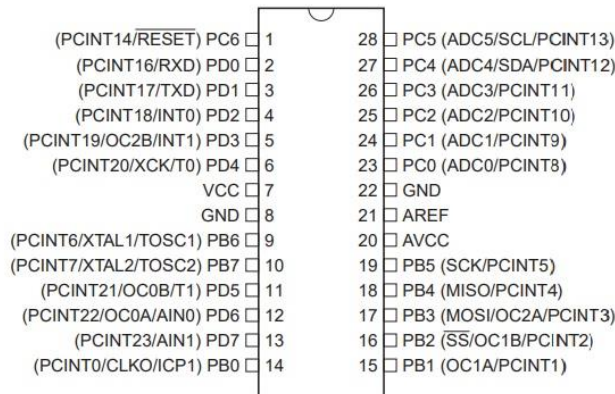 (PCINT14/RESET) PC6 1 28 PC5 (ADC5/SCL/PCINT13)
(PCINT16/RXD) PD0 2 27 PC4 (ADC4/SDA/PCINT12)
(PCINT17/TXD) PD1 3 26 PC3 (ADC3/PCINT11)
(PCINT18/INT0) PD2 4 25 PC2 (ADC2/PCINT10)
(PCINT19/OC2B/INT1) PD3 5 24 PC1 (ADC1/PCINT9)
(PCINT20/XCK/T0) PD4 6 23 PC0 (ADC0/PCINT8)
VCC 7 22 GND
GND 8 21 AREF
(PCINT6/XTAL1/TOSC1) PB6 9 20 AVCC
(PCINT7/XTAL2/TOSC2) PB7 10 19 PB5 (SCK/PCINT5)
(PCINT21/OC0B/T1) PD5 11 18 PB4 (MISO/PCINT4)
(PCINT22/OC0A/AIN0) PD6 12 17 PB3 (MOSI/OC2A/PCINT3)
(PCINT23/AIN1) PD7 13 16 PB2 (SS/OC1B/PCINT2)
(PCINT0/CLKO/ICP1) PB0 14 15 PB1 (OC1A/PCINT1)